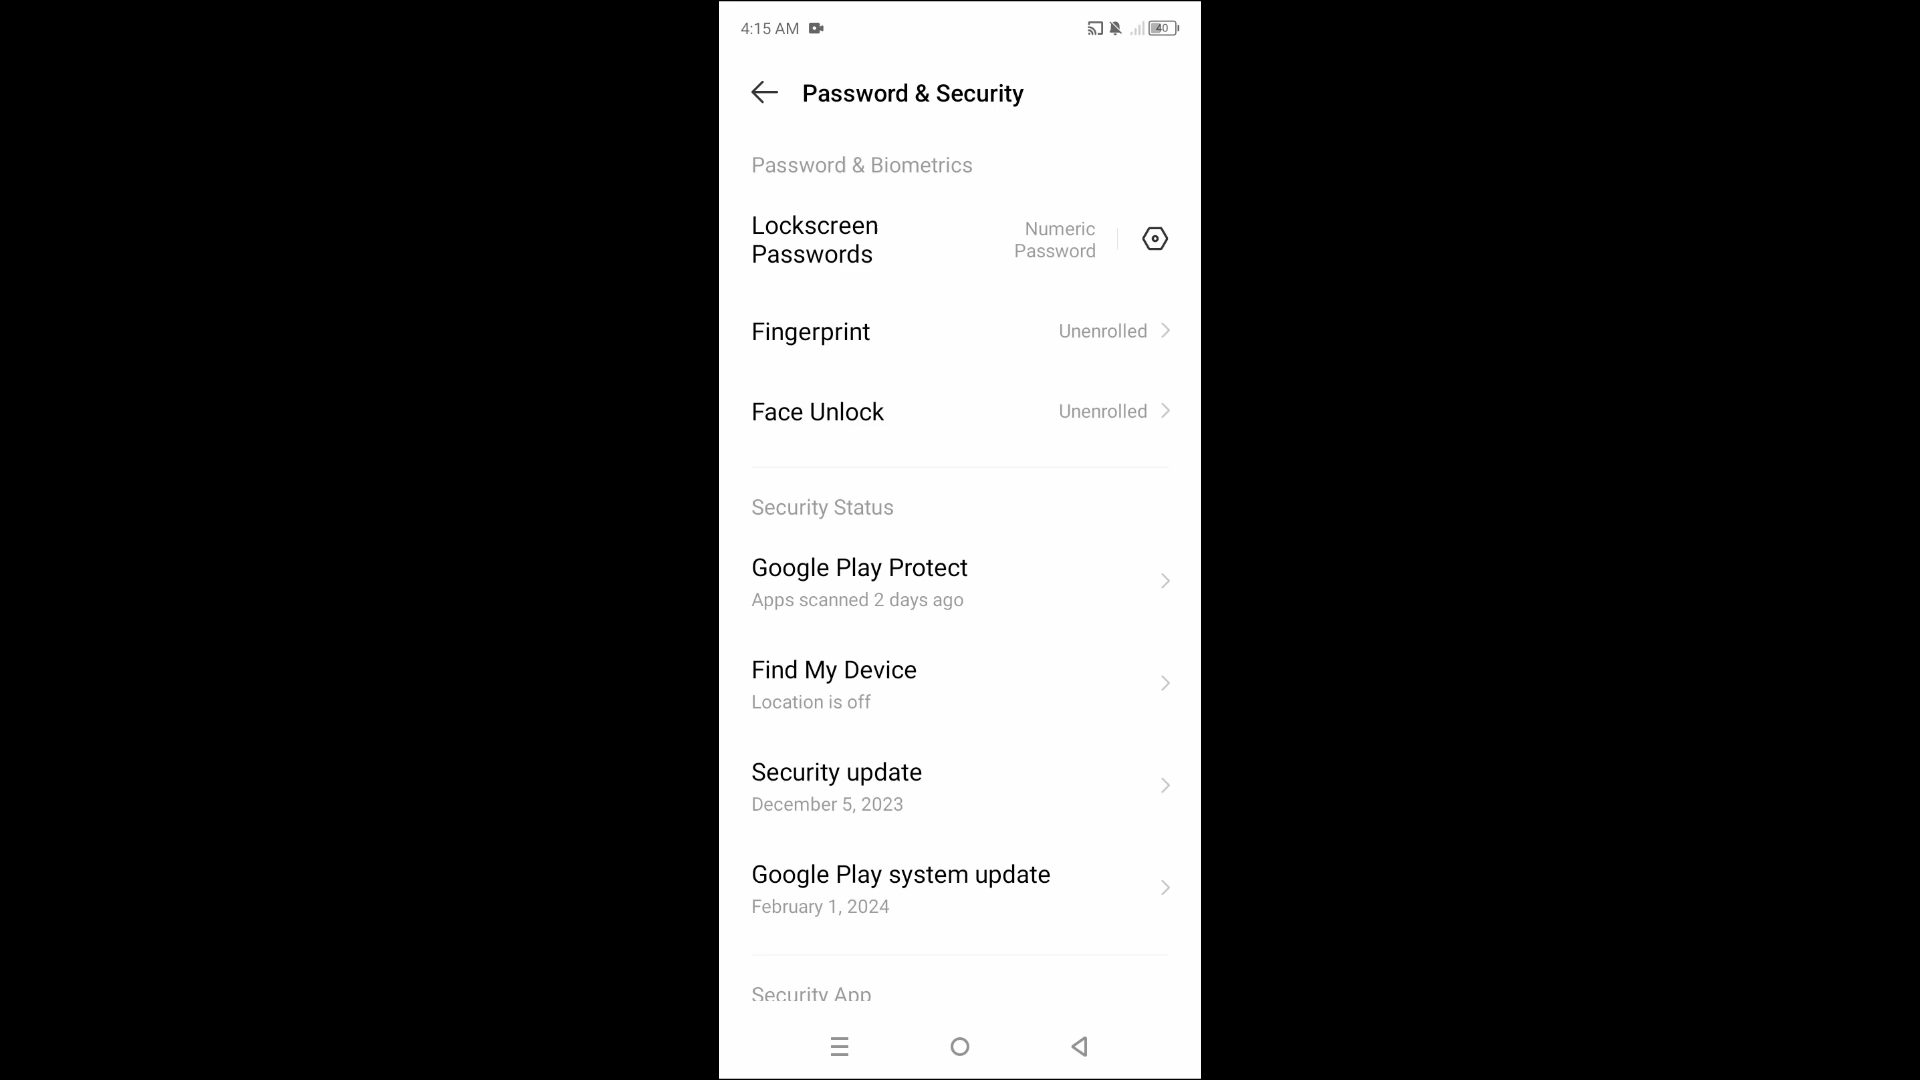 4:15 AM
40
Password & Security
Password & Biometrics
Lockscreen
Passwords
Numeric
Password
Fingerprint
Unenrolled
Face Unlock
Unenrolled
Security Status
Google Play Protect
Apps scanned 2 days ago
Find My Device
Location is off
Security update
December 5, 2023
Google Play system update
February 1, 2024
Security App